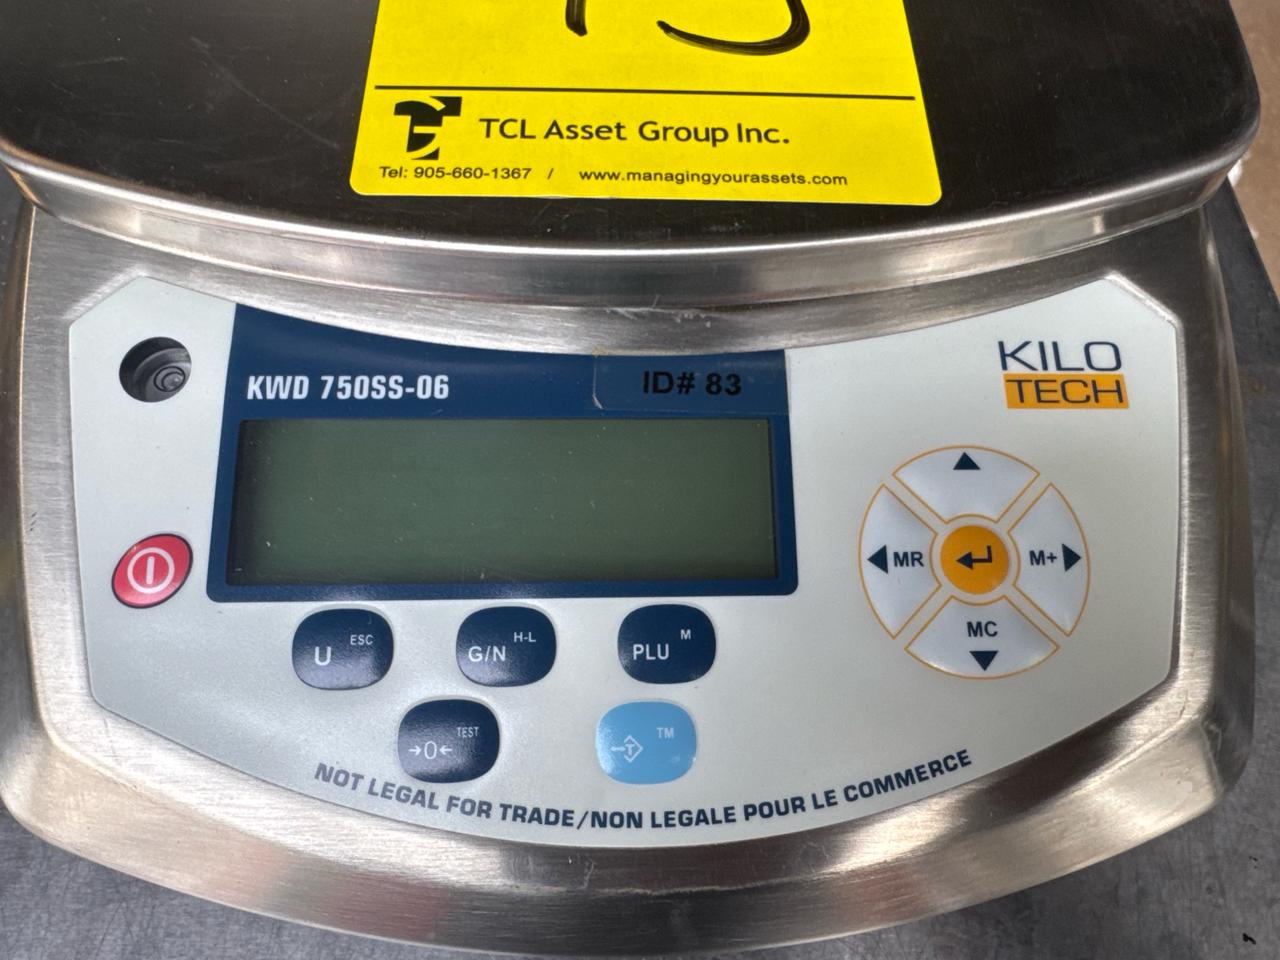 TCL Asset Group Inc.
Tel: 905-660-1367 / www.managingyourassets.com
KWD 750SS-06
ID# 83
KILO
TECH
MR
M+
MC
U ESC
G/N H-L
PLU M
→0← TEST
T TM
NOT LEGAL FOR TRADE/NON LEGALE POUR LE COMMERCE